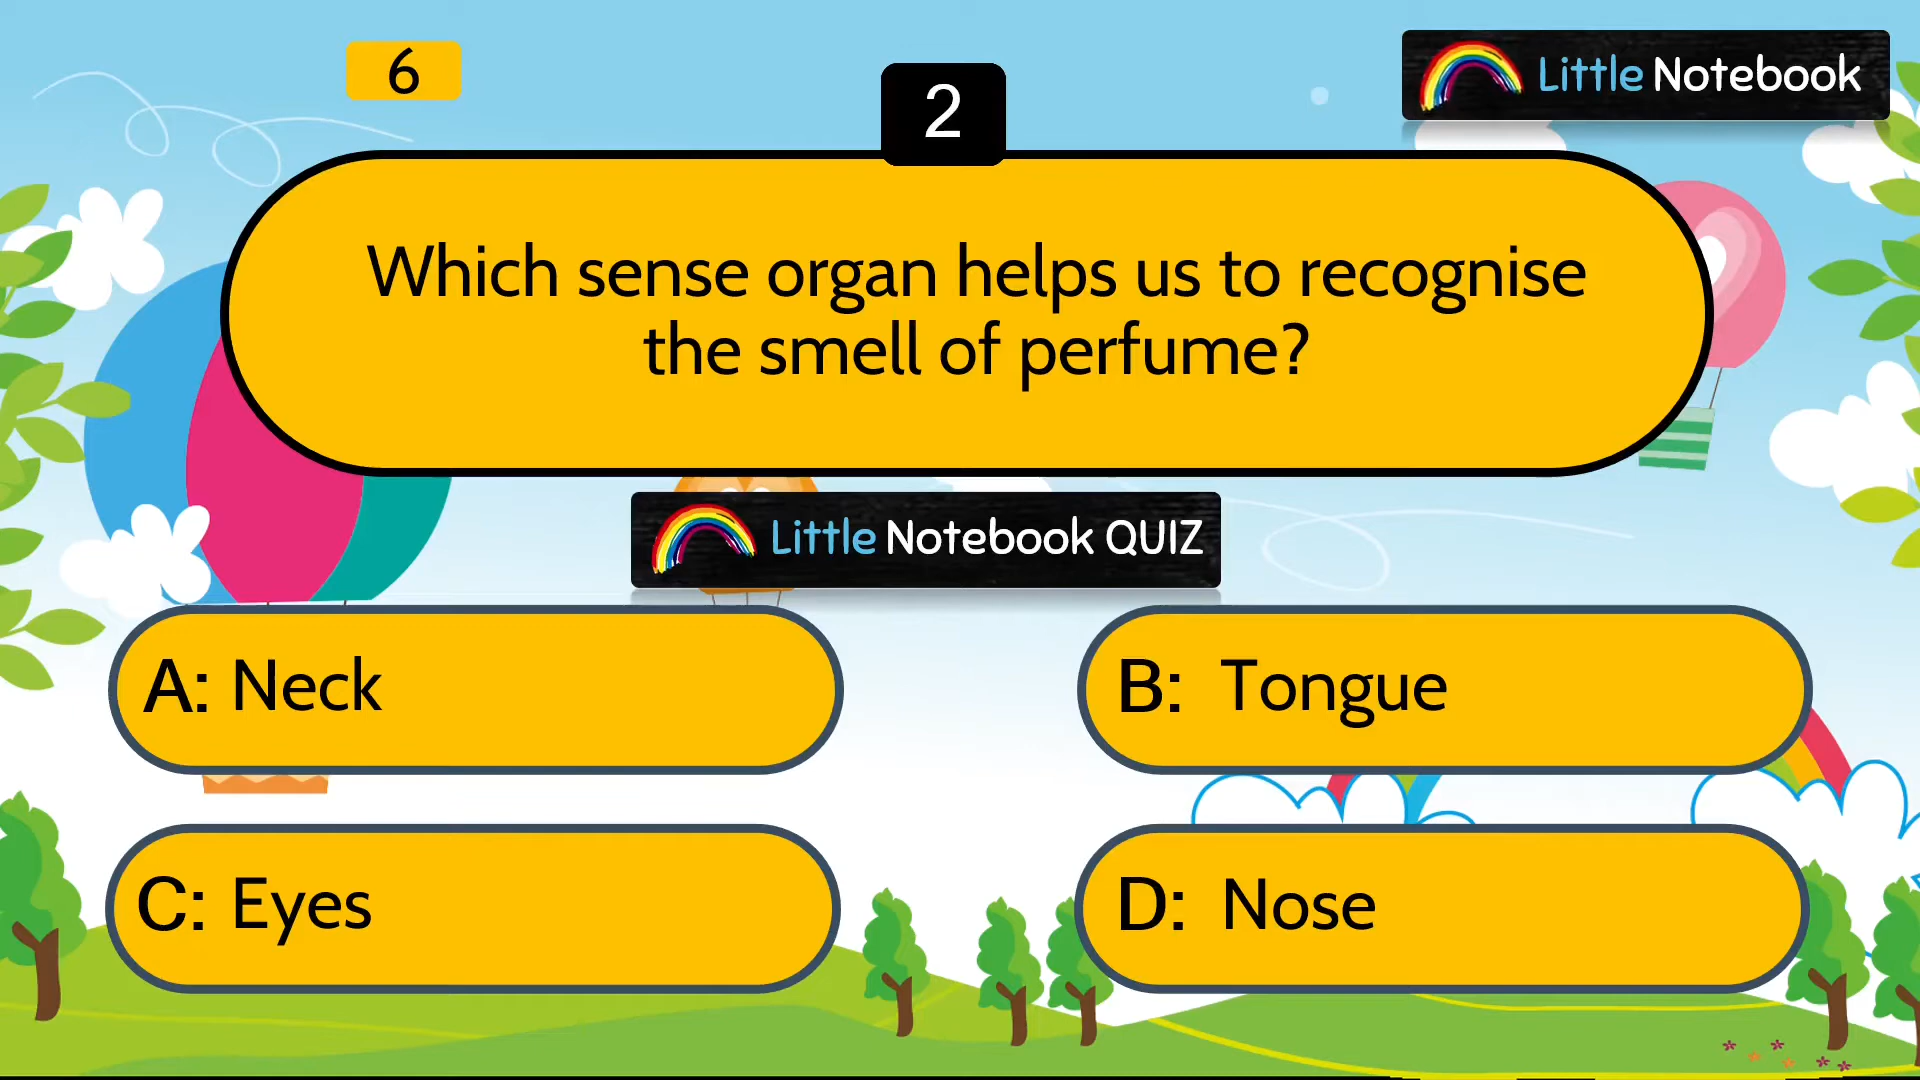 6
2
Little Notebook
Which sense organ helps us to recognise
the smell of perfume?
Little Notebook QUIZ
A: Neck
B: Tongue
C: Eyes
D: Nose